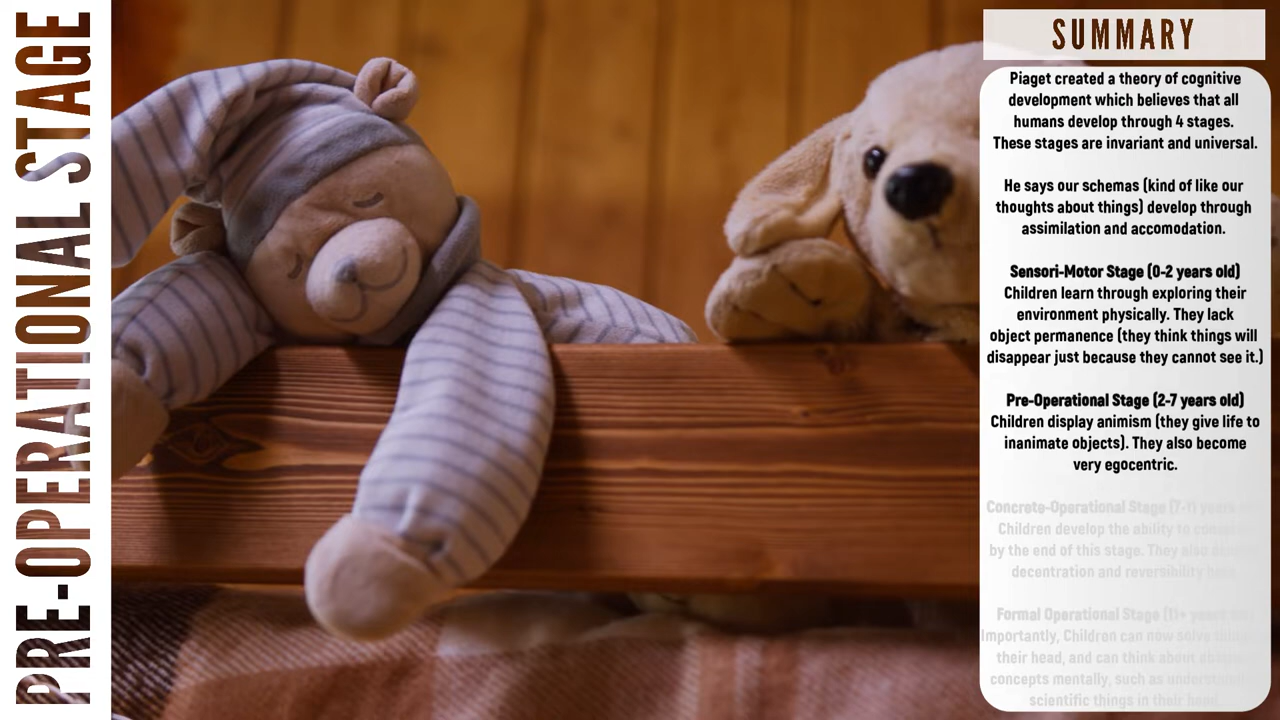 PRE-OPERATIONAL STAGE
SUMMARY
Piaget created a theory of cognitive
development which believes that all
humans develop through 4 stages.
These stages are invariant and universal.
He says our schemas (kind of like our
thoughts about things) develop through
assimilation and accomodation.
Sensori-Motor Stage (0-2 years old)
Children learn through exploring their
environment physically. They lack
object permanence (they think things will
disappear just because they cannot see it.)
Pre-Operational Stage (2-7 years old)
Children display animism (they give life to
inanimate objects). They also become
very egocentric.
Concrete-Operational Stage (7-11 years
Children develop the ability to
by the end of this stage. They also
decentration and reversibility
Formal Operational Stage (11+ years
Importantly, Children can now solve
their head, and can think about
concepts mentally, such as
scientific things in their head